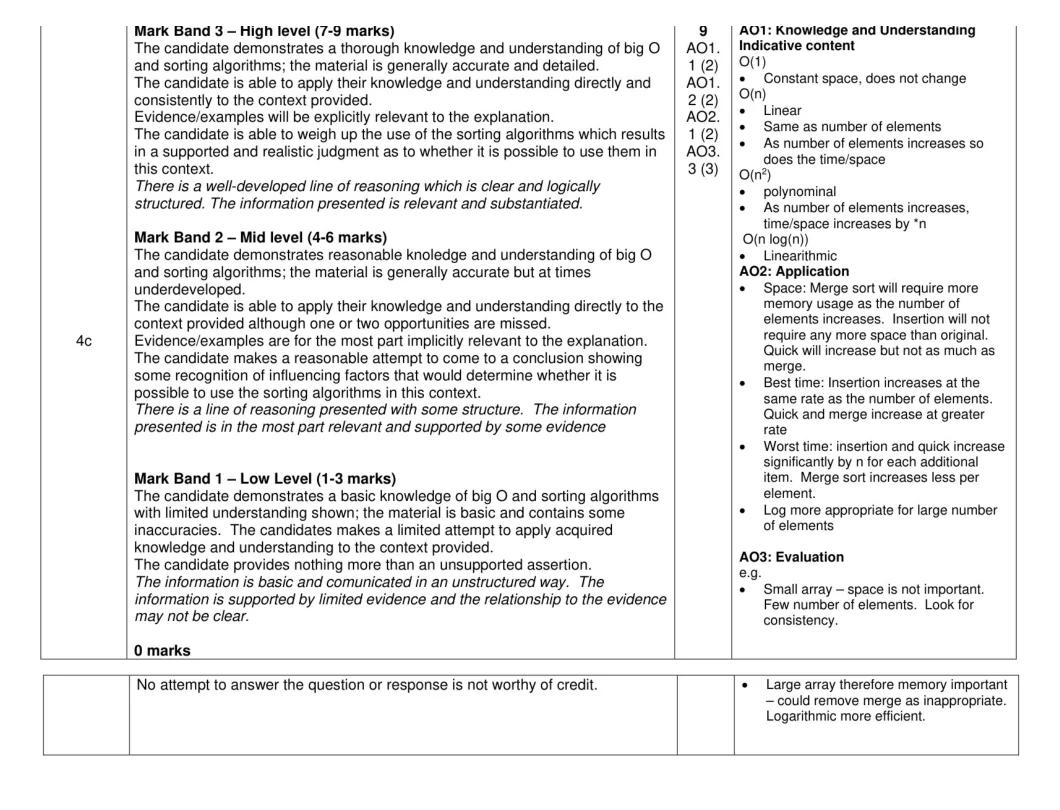 4c
Mark Band 3 – High level (7-9 marks)
The candidate demonstrates a thorough knowledge and understanding of big O
and sorting algorithms; the material is generally accurate and detailed.
The candidate is able to apply their knowledge and understanding directly and
consistently to the context provided.
Evidence/examples will be explicitly relevant to the explanation.
The candidate is able to weigh up the use of the sorting algorithms which results
in a supported and realistic judgment as to whether it is possible to use them in
this context.
There is a well-developed line of reasoning which is clear and logically
structured. The information presented is relevant and substantiated.
Mark Band 2 – Mid level (4-6 marks)
The candidate demonstrates reasonable knoledge and understanding of big O
and sorting algorithms; the material is generally accurate but at times
underdeveloped.
The candidate is able to apply their knowledge and understanding directly to the
context provided although one or two opportunities are missed.
Evidence/examples are for the most part implicitly relevant to the explanation.
The candidate makes a reasonable attempt to come to a conclusion showing
some recognition of influencing factors that would determine whether it is
possible to use the sorting algorithms in this context.
There is a line of reasoning presented with some structure. The information
presented is in the most part relevant and supported by some evidence
Mark Band 1 – Low Level (1-3 marks)
The candidate demonstrates a basic knowledge of big O and sorting algorithms
with limited understanding shown; the material is basic and contains some
inaccuracies. The candidates makes a limited attempt to apply acquired
knowledge and understanding to the context provided.
The candidate provides nothing more than an unsupported assertion.
The information is basic and comunicated in an unstructured way. The
information is supported by limited evidence and the relationship to the evidence
may not be clear.
0 marks
9
AO1.
1 (2)
AO1.
2 (2)
AO2.
1 (2)
AO3.
3 (3)
AO1: Knowledge and Understanding
Indicative content
O(1)
• Constant space, does not change
O(n)
• Linear
• Same as number of elements
• As number of elements increases so
does the time/space
O(n²)
• polynominal
• As number of elements increases,
time/space increases by *n
O(n log(n))
• Linearithmic
AO2: Application
• Space: Merge sort will require more
memory usage as the number of
elements increases. Insertion will not
require any more space than original.
Quick will increase but not as much as
merge.
• Best time: Insertion increases at the
same rate as the number of elements.
Quick and merge increase at greater
rate
• Worst time: insertion and quick increase
significantly by n for each additional
item. Merge sort increases less per
element.
• Log more appropriate for large number
of elements
AO3: Evaluation
e.g.
• Small array – space is not important.
Few number of elements. Look for
consistency.
No attempt to answer the question or response is not worthy of credit.
• Large array therefore memory important
– could remove merge as inappropriate.
Logarithmic more efficient.